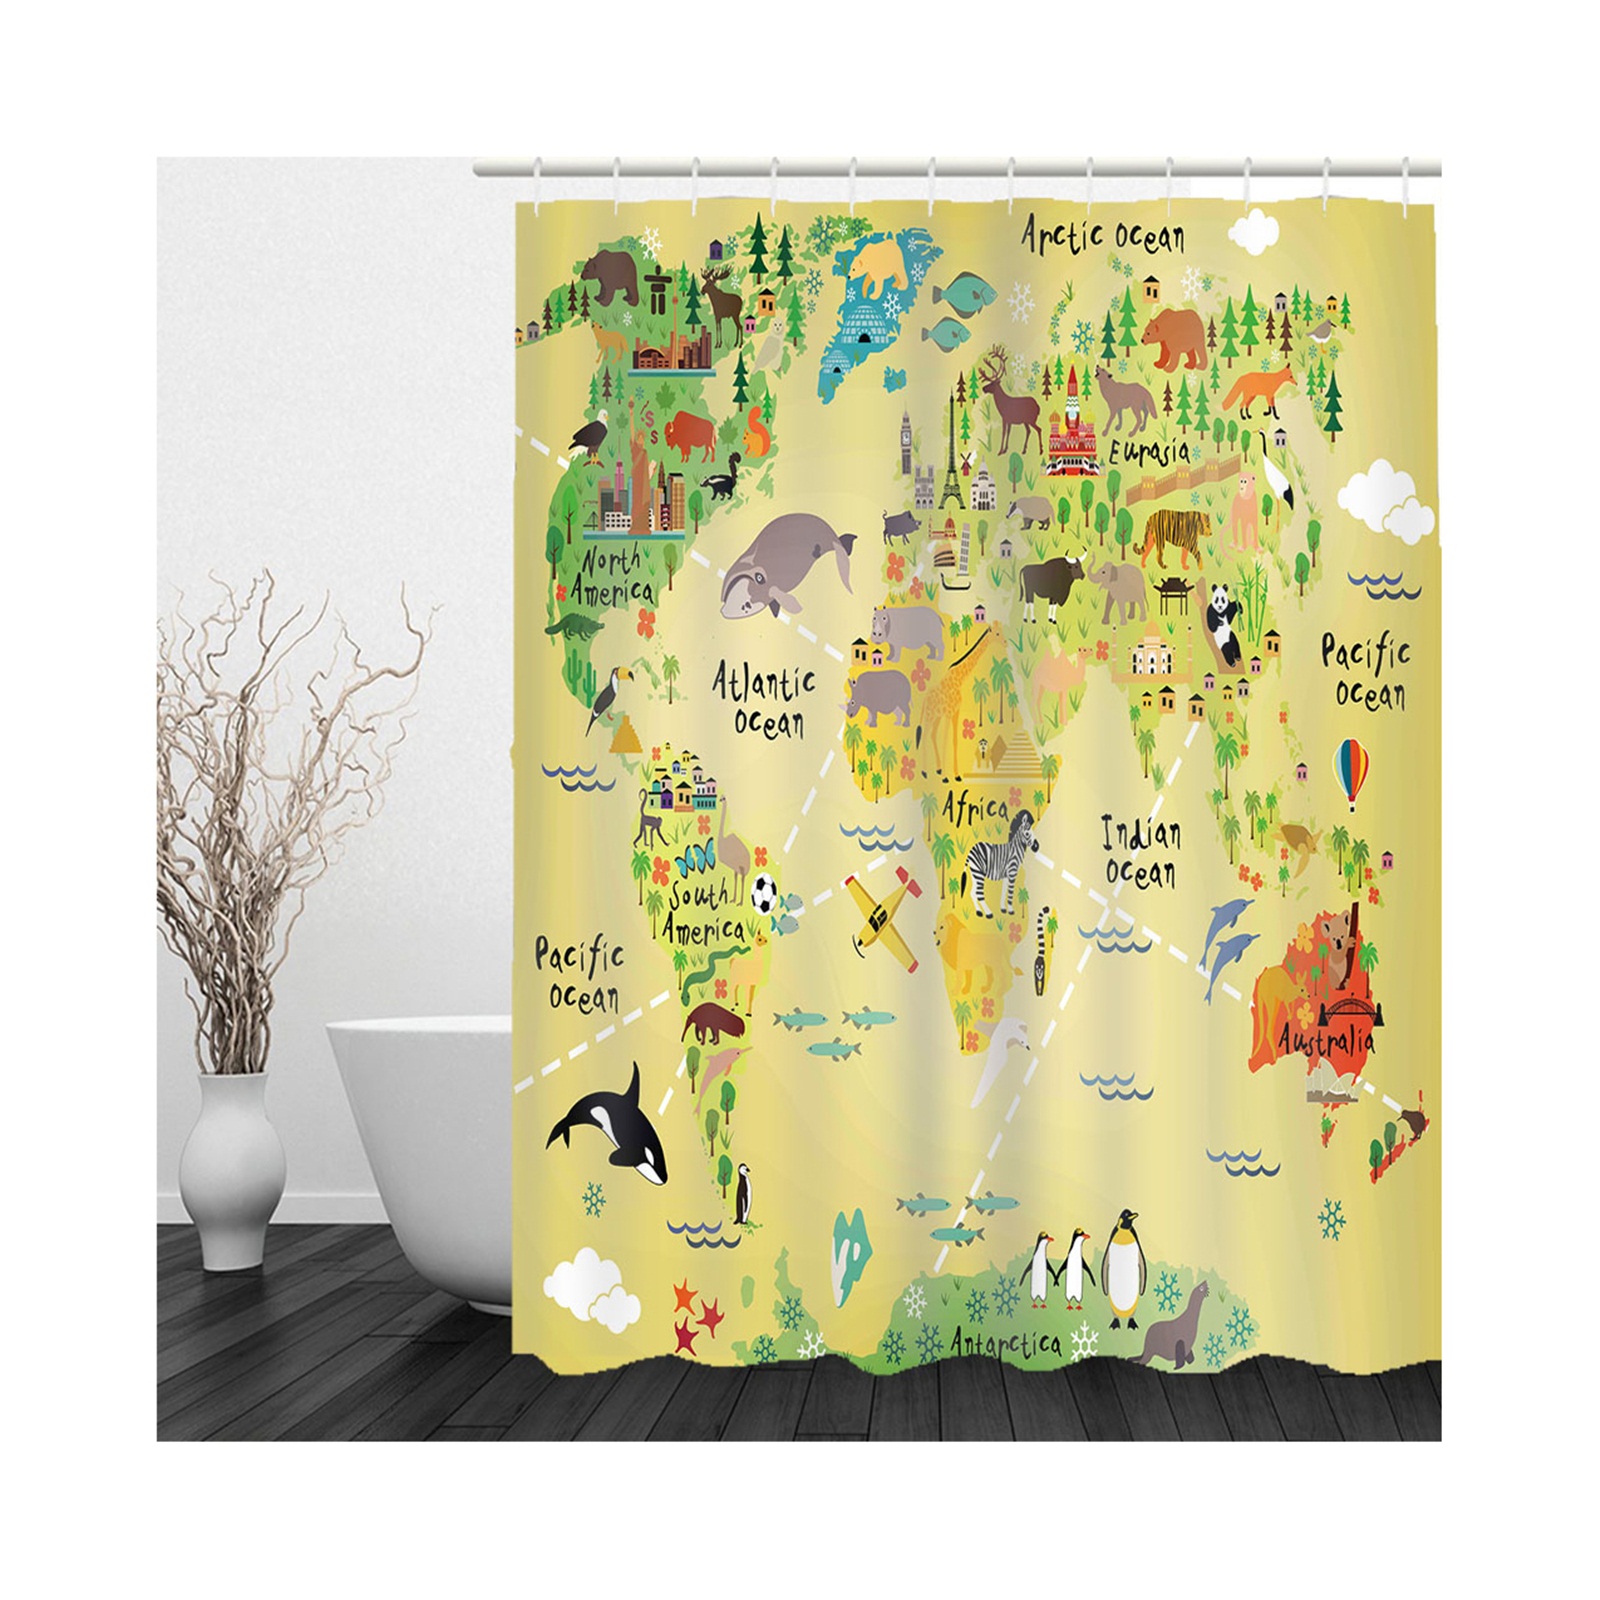 Arctic Ocean
Eurasia
North
America
Atlantic
Ocean
Pacific
Ocean
Africa
Indian
Ocean
South
America
Pacific
Ocean
Australia
Antarctica